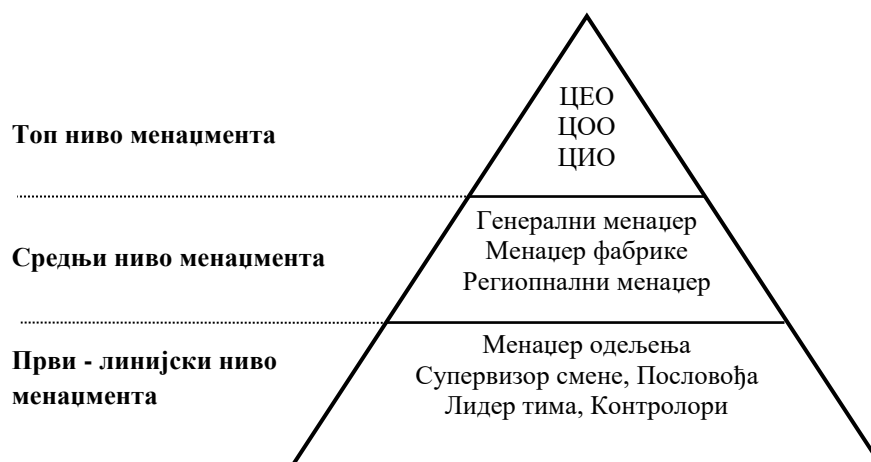 ЦЕО
ЦОО
ЦИО
Топ ниво менаџмента
Генерални менаџер
Менаџер фабрике
Региопнални менаџер
Средњи ниво менаџмента
Менаџер одељења
Супервизор смене, Пословођа
Лидер тима, Контролори
Први - линијски ниво
менаџмента